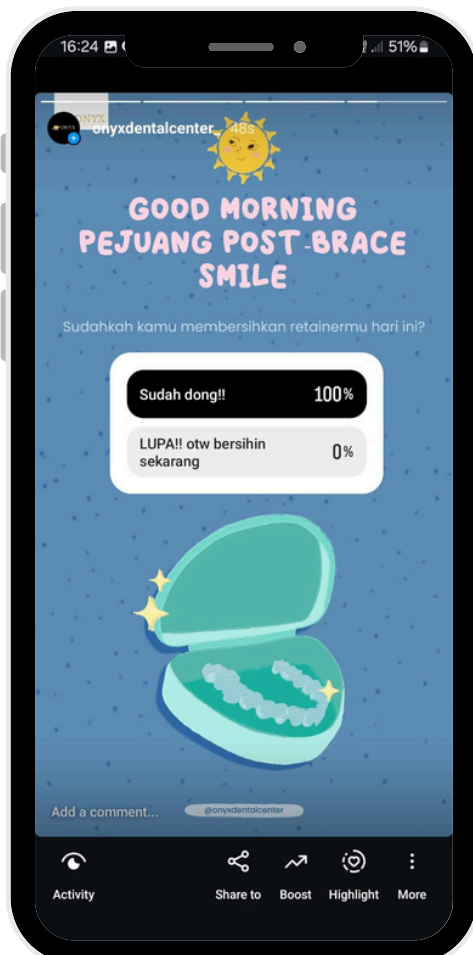 16:24
51%
ONYX
onyxdentalcenter_ 48s
GOOD MORNING
PEJUANG POST-BRACE
SMILE
Sudahkah kamu membersihkan retainermu hari ini?
Sudah dong!! 100%
LUPA!! otw bersihin
sekarang 0%
Add a comment...
@onyxdentalcenter
Activity
Share to
Boost
Highlight
More